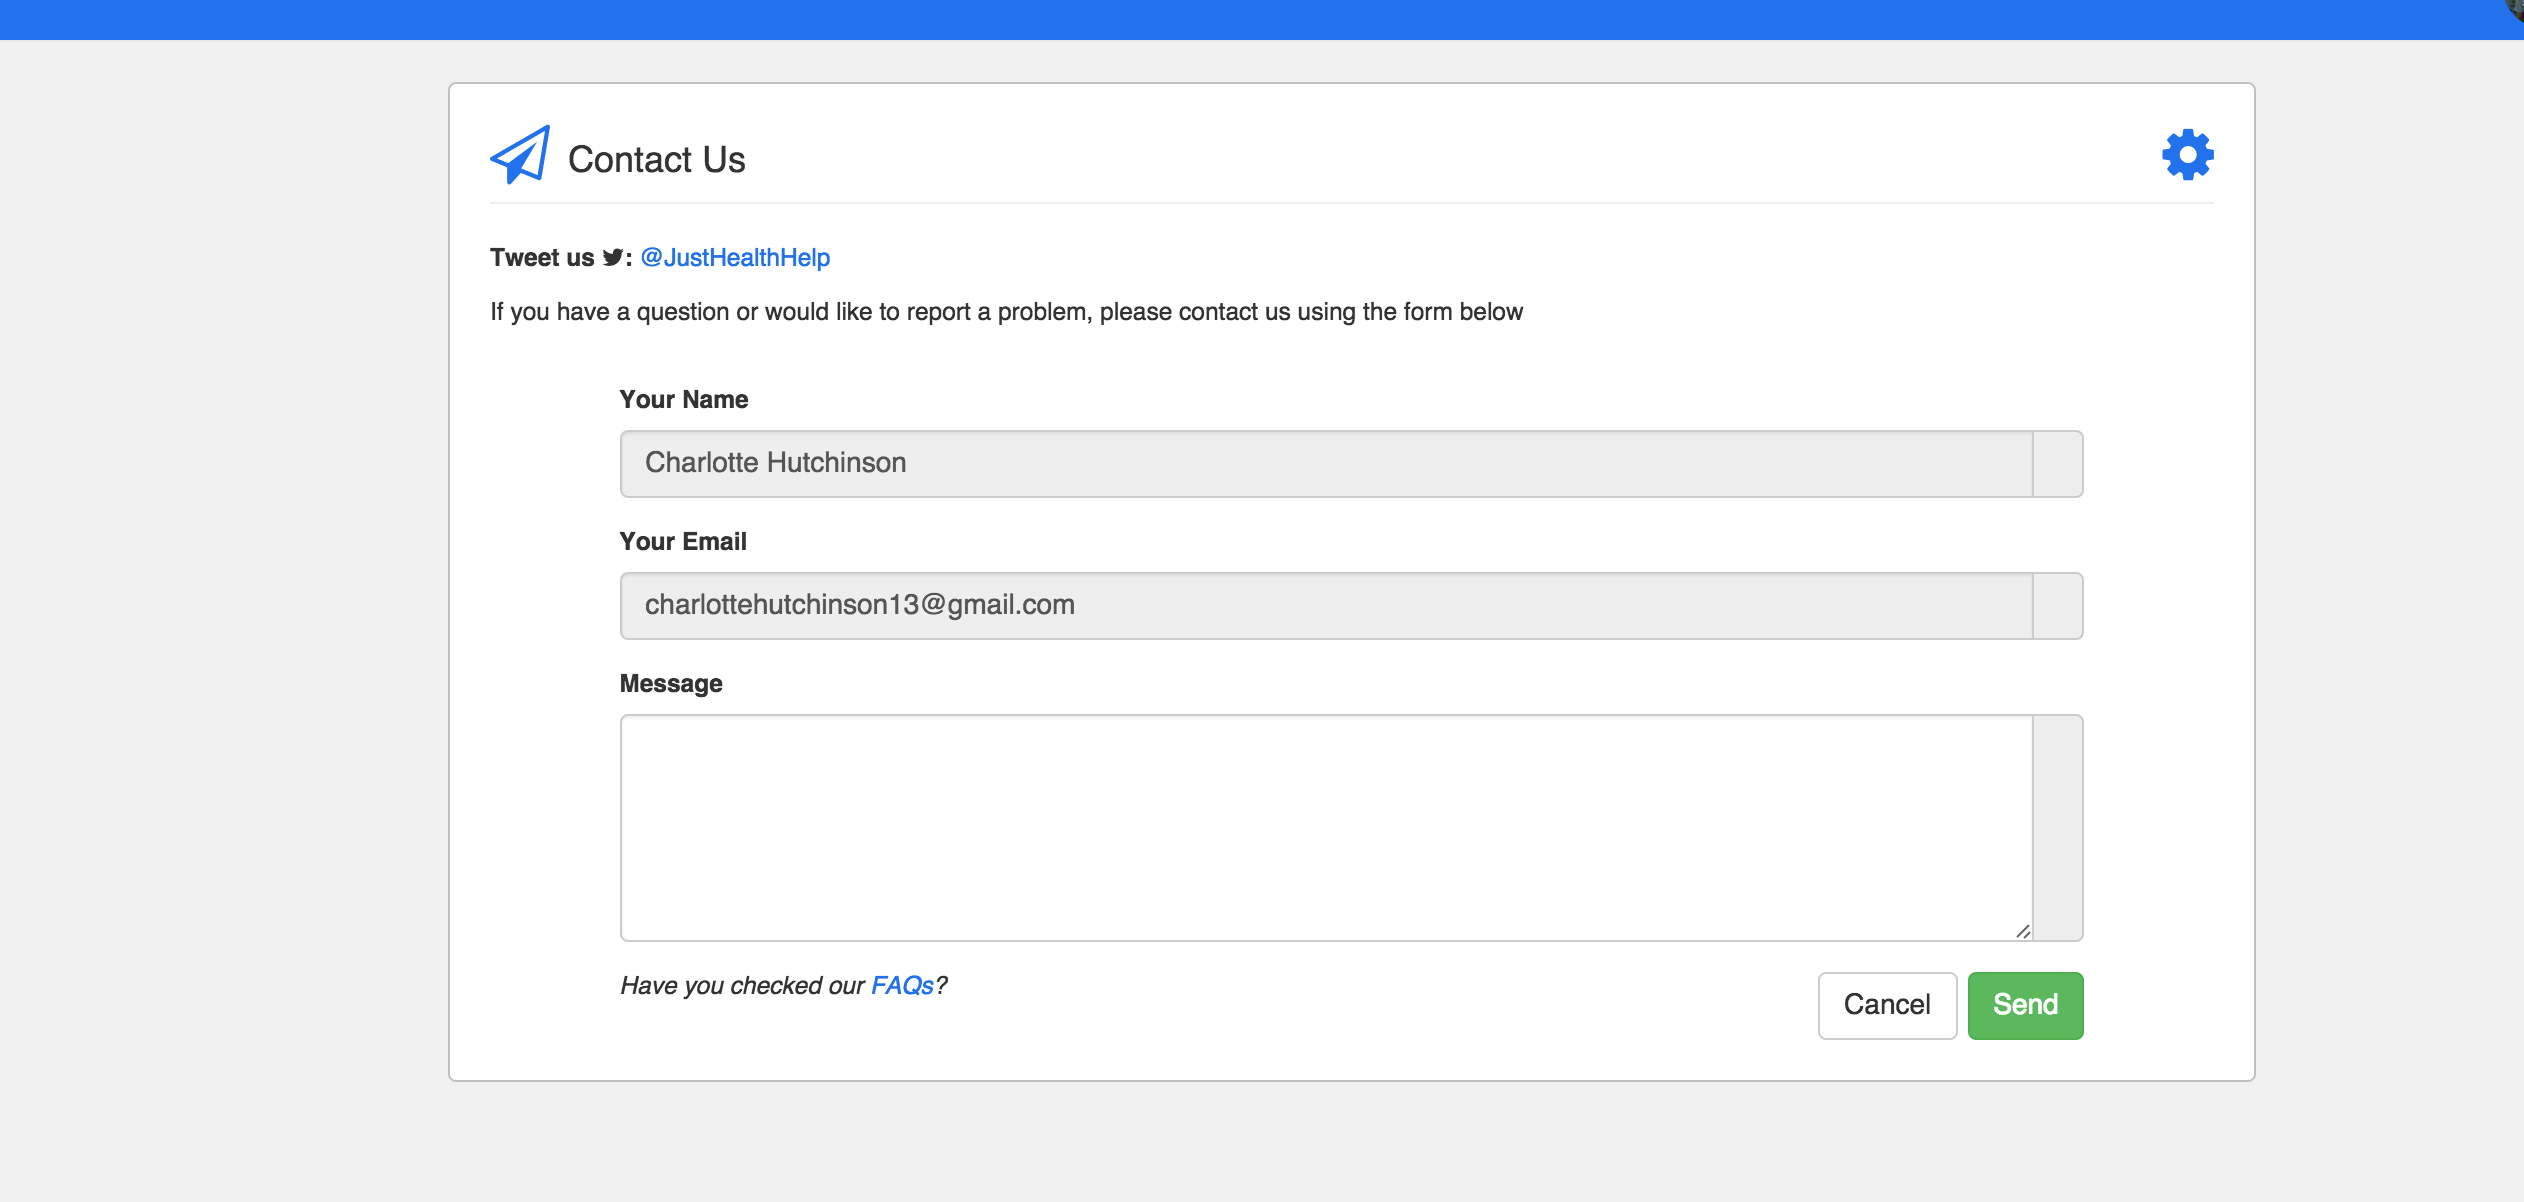 Contact Us
Tweet us : @JustHealthHelp
If you have a question or would like to report a problem, please contact us using the form below
Your Name
Charlotte Hutchinson
Your Email
charlottehutchinson13@gmail.com
Message
Have you checked our FAQs?
Cancel
Send